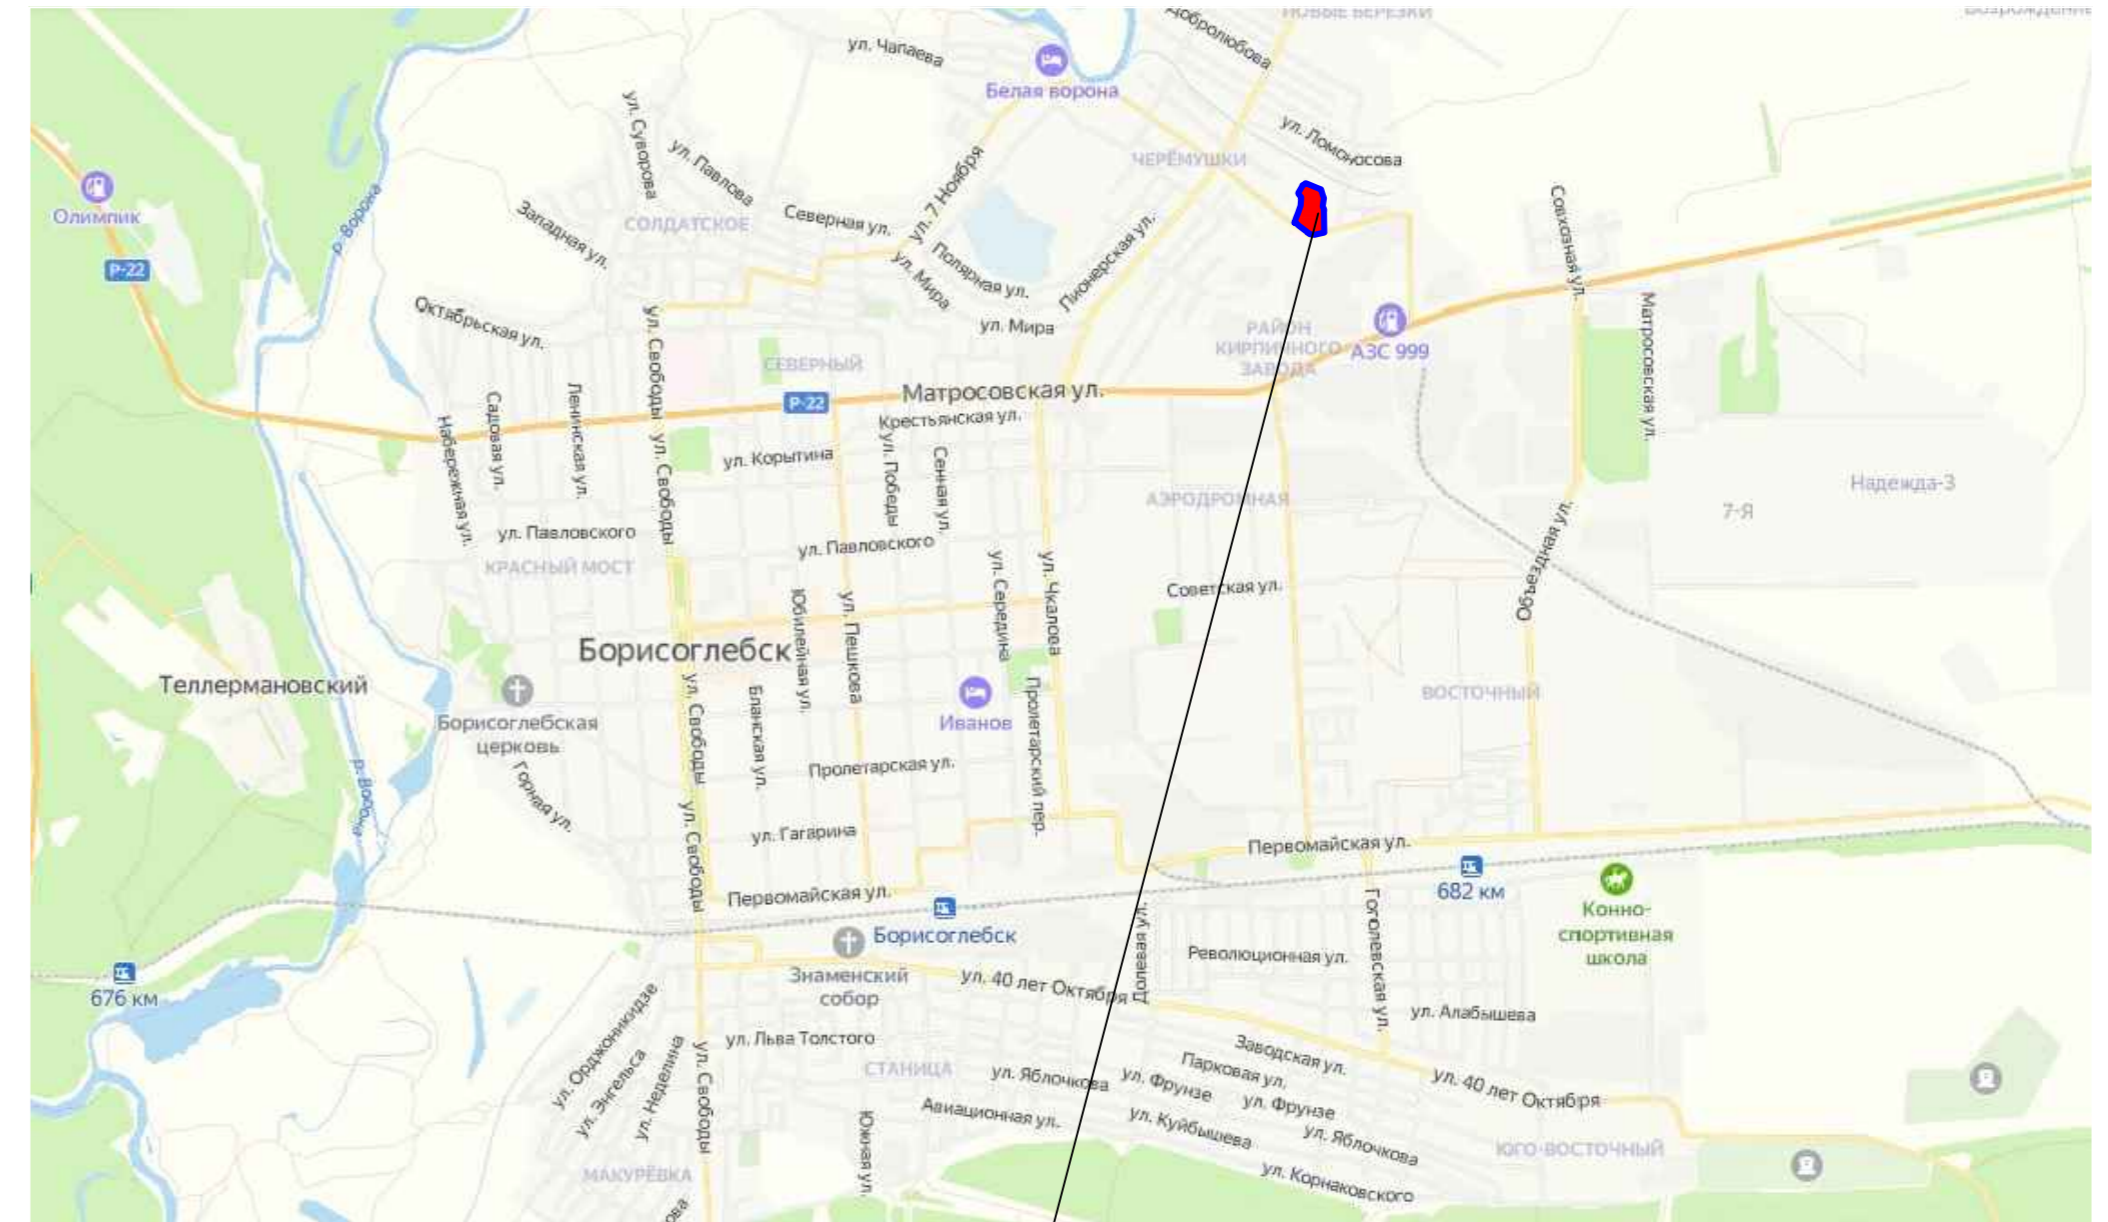 НОВЫЕ БЕРЁЗКИ
Добролюбова
ул. Чапаева
Белая ворона
ул. Суворова
ул. Павлова
ул. 7 Ноября
ЧЕРЁМУШКИ
ул. Ломоносова
Олимпик
Р-22
р. Ворона
Западная ул.
СОЛДАТСКОЕ
Северная ул.
ул. Мира
Полярная ул.
Пионерская ул.
Совхозная ул.
Октябрьская ул.
ул. Свободы
ул. Мира
РАЙОН
КИРПИЧНОГО
ЗАВОДА
АЗС 999
Матросовская ул.
СЕВЕРНЫЙ
Р-22
Матросовская ул.
Крестьянская ул.
Набережная ул.
Садовая ул.
Ленинская ул.
ул. Свободы
ул. Корытина
ул. Победы
Сенная ул.
АЭРОДРОМНАЯ
Надежда-3
7-Я
ул. Павловского
ул. Павловского
КРАСНЫЙ МОСТ
Юбилейная ул.
ул. Пешкова
ул. Середина
ул. Чкалова
Советская ул.
Объездная ул.
Борисоглебск
Теллермановский
Борисоглебская
церковь
ул. Свободы
Бланская ул.
Иванов
Пролетарский пер.
ВОСТОЧНЫЙ
р. Ворона
Горная ул.
Пролетарская ул.
ул. Свободы
ул. Гагарина
Первомайская ул.
Первомайская ул.
682 км
Конно-
спортивная
школа
Борисоглебск
Знаменский
собор
ул. 40 лет Октября
Полевая ул.
Революционная ул.
Гоголевская ул.
676 км
ул. Алабышева
ул. Орджоникидзе
ул. Энгельса
ул. Неделина
ул. Свободы
ул. Льва Толстого
СТАНИЦА
ул. Яблочкова
Заводская ул.
Парковая ул.
ул. Фрунзе
ул. Фрунзе
ул. 40 лет Октября
Южная ул.
Авиационная ул.
ул. Куйбышева
ул. Яблочкова
ЮГО-ВОСТОЧНЫЙ
МАКУРЁВКА
ул. Корнаковского